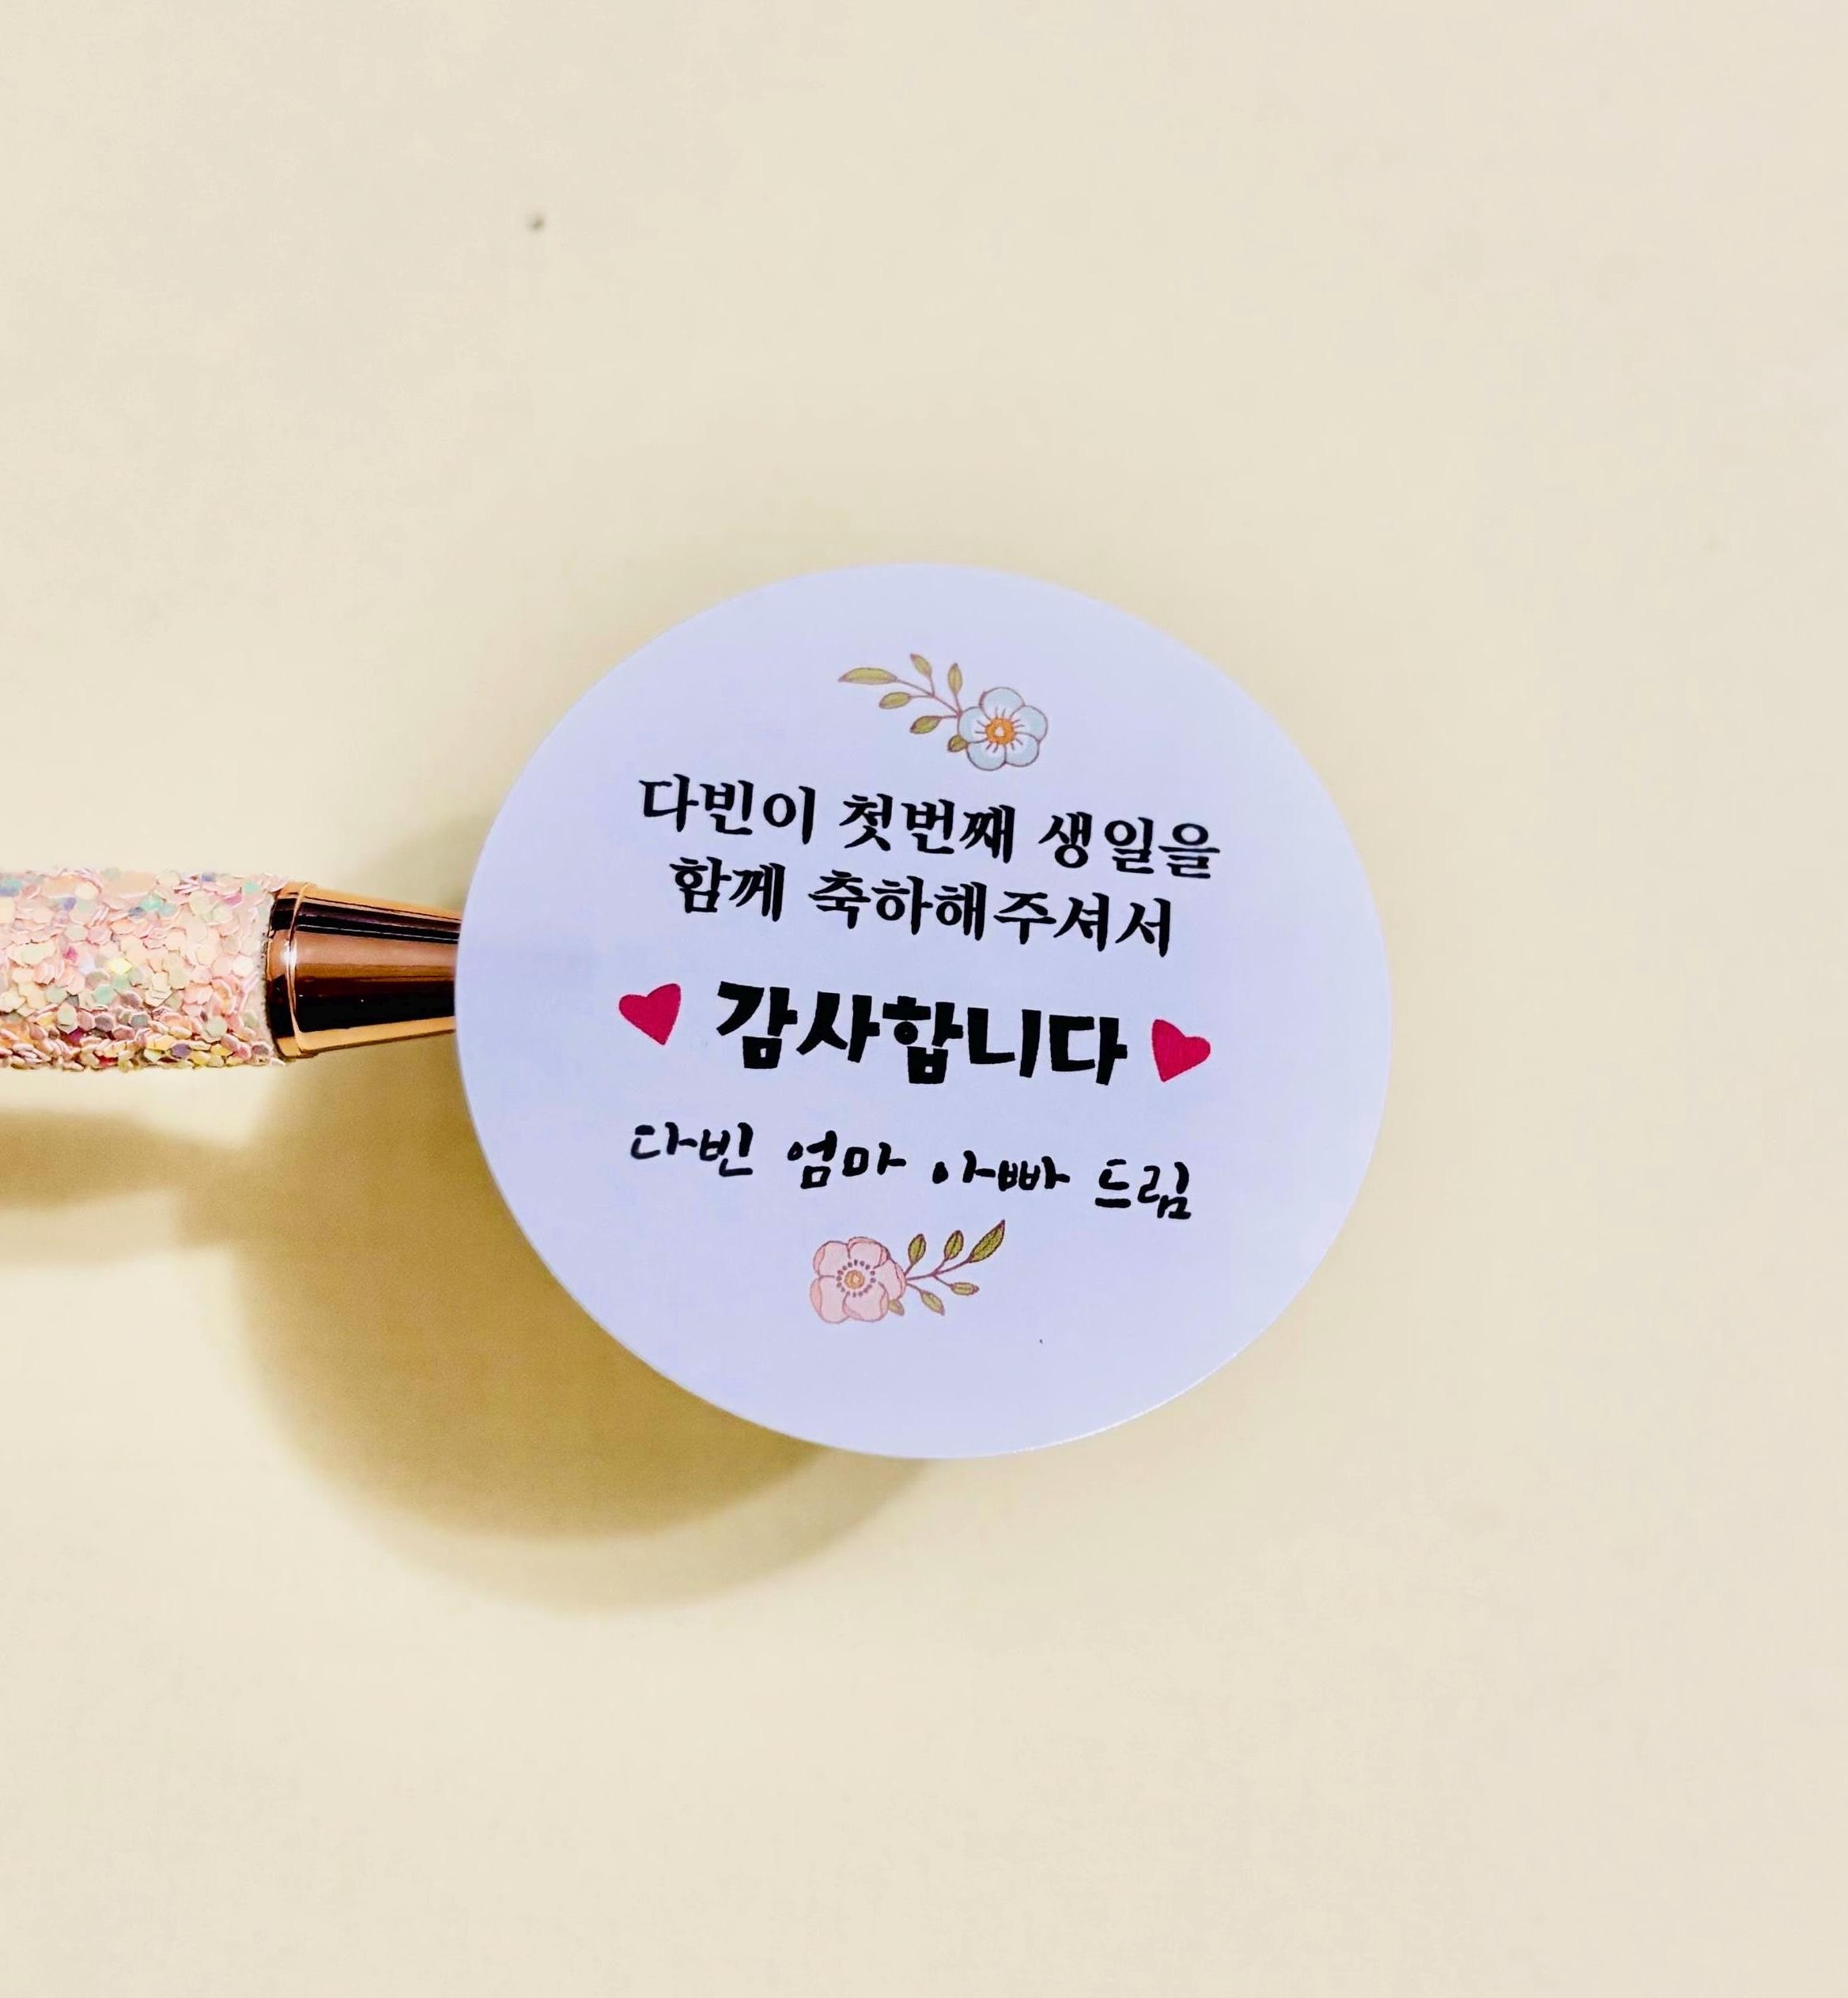 다빈이 첫번째 생일을
함께 축하해주셔서
감사합니다
다빈 엄마 아빠 드림